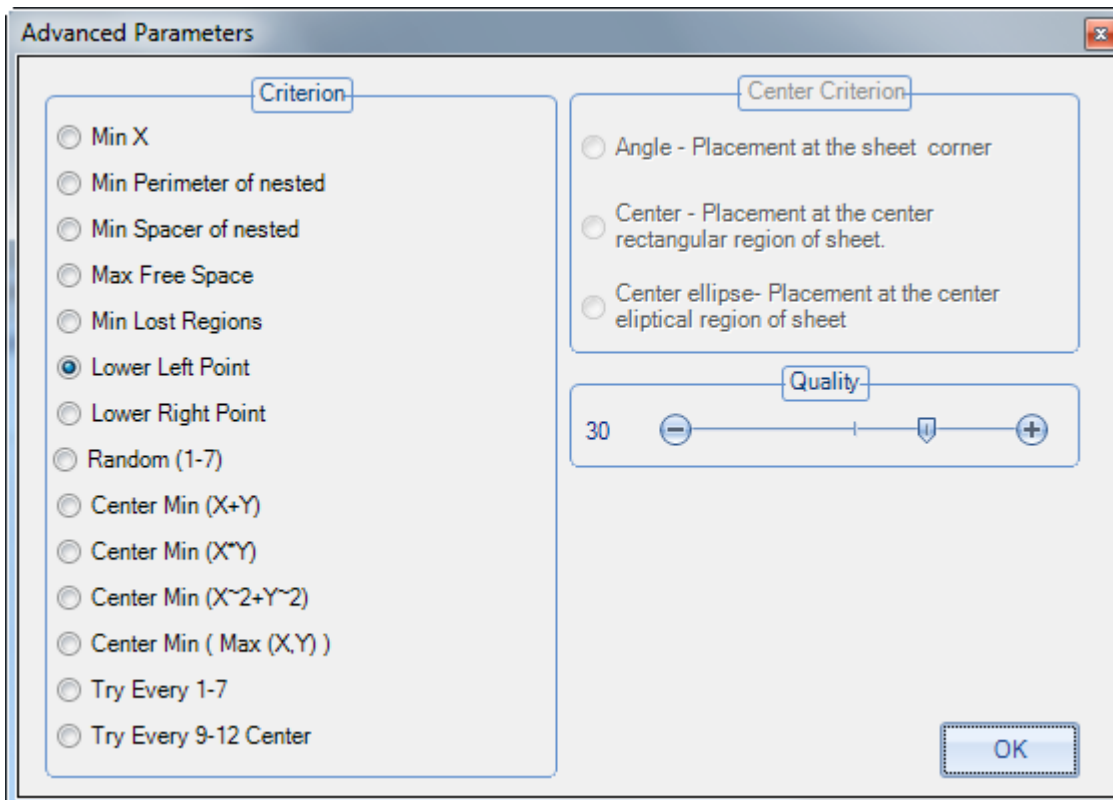 Advanced Parameters
Criterion
Min X
Min Perimeter of nested
Min Spacer of nested
Max Free Space
Min Lost Regions
Lower Left Point
Lower Right Point
Random (1-7)
Center Min (X+Y)
Center Min (X*Y)
Center Min (X~2+Y~2)
Center Min ( Max (X,Y) )
Try Every 1-7
Try Every 9-12 Center
Center Criterion
Angle - Placement at the sheet corner
Center - Placement at the center
rectangular region of sheet.
Center ellipse- Placement at the center
eliptical region of sheet
Quality
30
OK